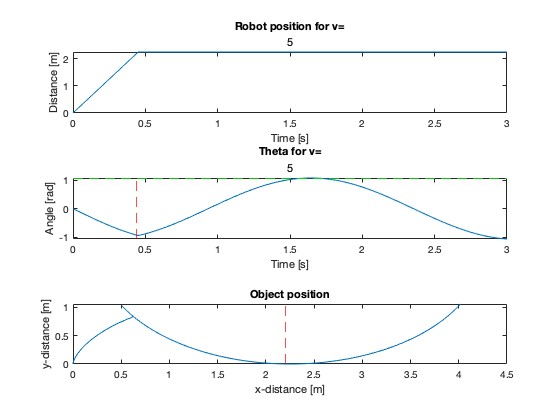 Robot position for v=
5
Distance [m]
2
1
0
0 0.5 1 1.5 2 2.5 3
Time [s]
Theta for v=
5
Angle [rad]
1
0
-1
0 0.5 1 1.5 2 2.5 3
Time [s]
Object position
y-distance [m]
1
0.5
0
0 0.5 1 1.5 2 2.5 3 3.5 4 4.5
x-distance [m]